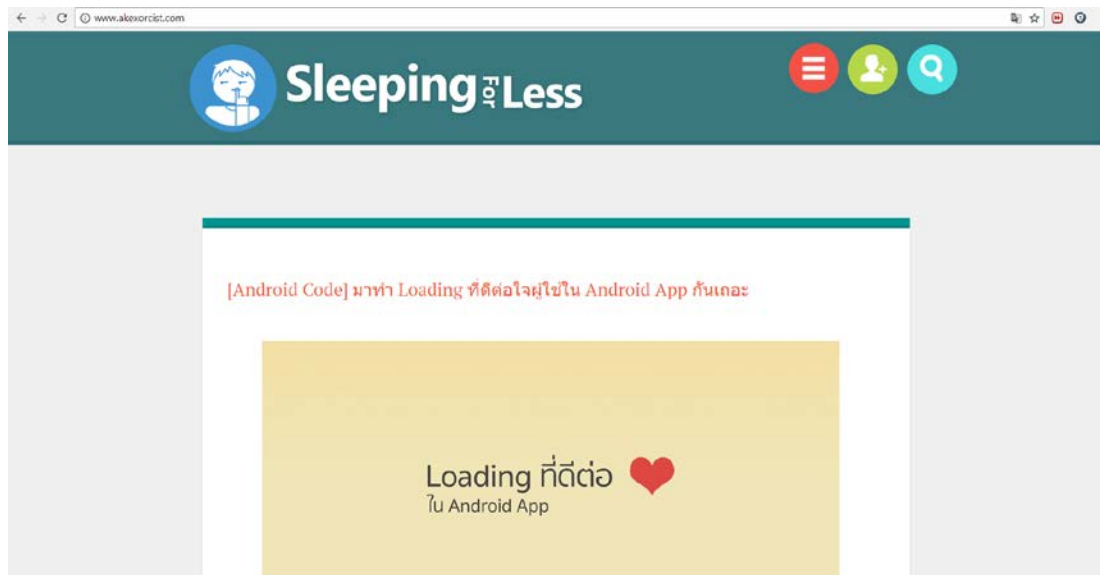 www.akexorcist.com
Sleeping For Less
[Android Code] มาทำ Loading ที่ดีต่อใจผู้ใช้ใน Android App กันเถอะ
Loading ที่ดีต่อ
ใน Android App